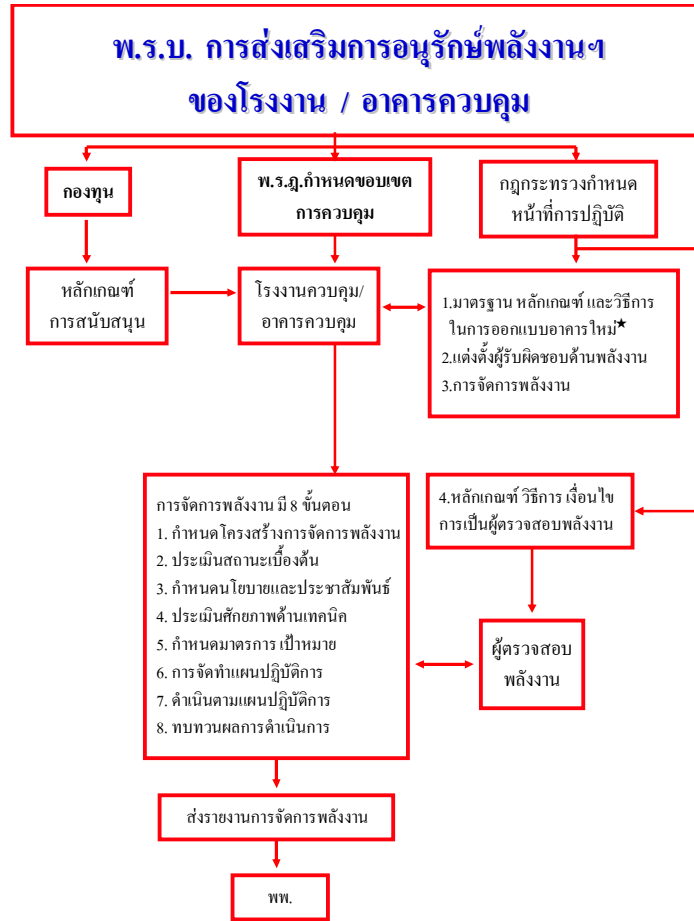 พ.ร.บ. การส่งเสริมการอนุรักษ์พลังงานฯ
ของโรงงาน / อาคารควบคุม
กองทุน
พ.ร.ฎ.กำหนดขอบเขต
การควบคุม
กฎกระทรวงกำหนด
หน้าที่การปฏิบัติ
หลักเกณฑ์
การสนับสนุน
โรงงานควบคุม/
อาคารควบคุม
1.มาตรฐาน หลักเกณฑ์ และวิธีการ
ในการออกแบบอาคารใหม่★
2.แต่งตั้งผู้รับผิดชอบด้านพลังงาน
3.การจัดการพลังงาน
การจัดการพลังงาน มี 8 ขั้นตอน
1. กำหนดโครงสร้างการจัดการพลังงาน
2. ประเมินสถานะเบื้องต้น
3. กำหนดนโยบายและประชาสัมพันธ์
4. ประเมินศักยภาพด้านเทคนิค
5. กำหนดมาตรการ เป้าหมาย
6. การจัดทำแผนปฏิบัติการ
7. ดำเนินตามแผนปฏิบัติการ
8. ทบทวนผลการดำเนินการ
4.หลักเกณฑ์ วิธีการ เงื่อนไข
การเป็นผู้ตรวจสอบพลังงาน
ผู้ตรวจสอบ
พลังงาน
ส่งรายงานการจัดการพลังงาน
พพ.